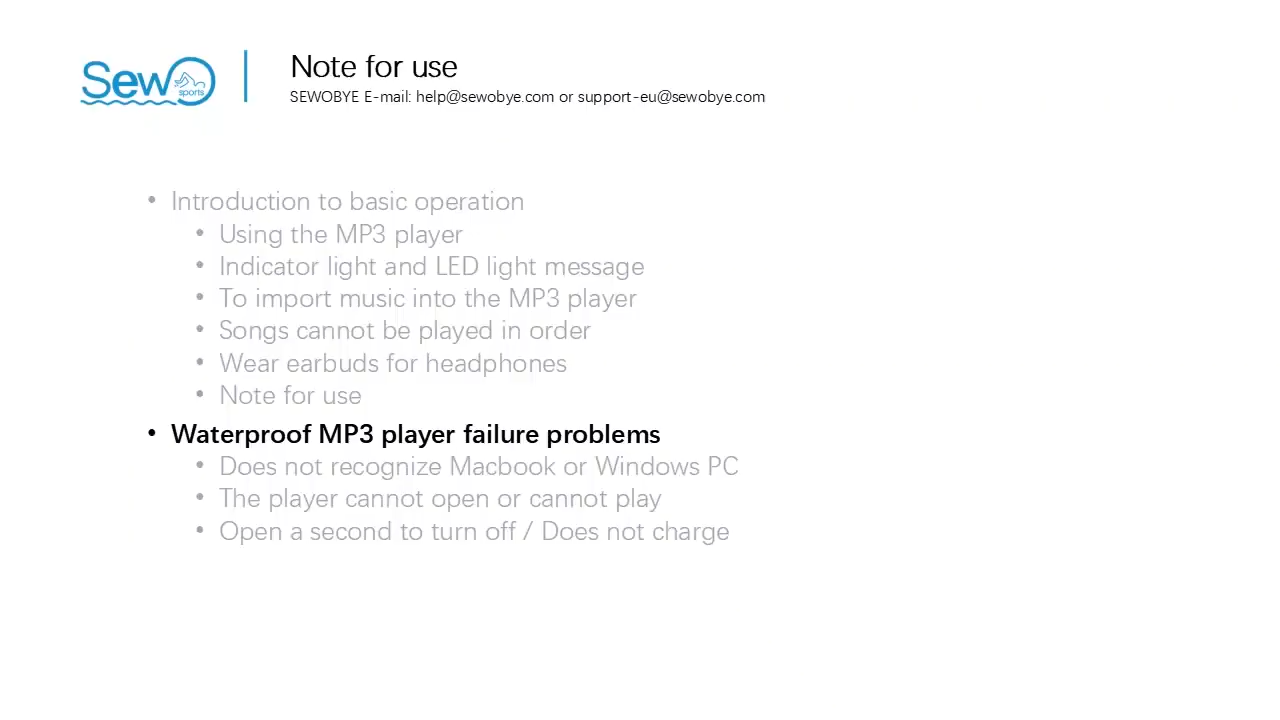 Sew
sports
Note for use
SEWOBYE E-mail: help@sewobye.com or support-eu@sewobye.com
• Introduction to basic operation
• Using the MP3 player
• Indicator light and LED light message
• To import music into the MP3 player
• Songs cannot be played in order
• Wear earbuds for headphones
• Note for use
• Waterproof MP3 player failure problems
• Does not recognize Macbook or Windows PC
• The player cannot open or cannot play
• Open a second to turn off / Does not charge